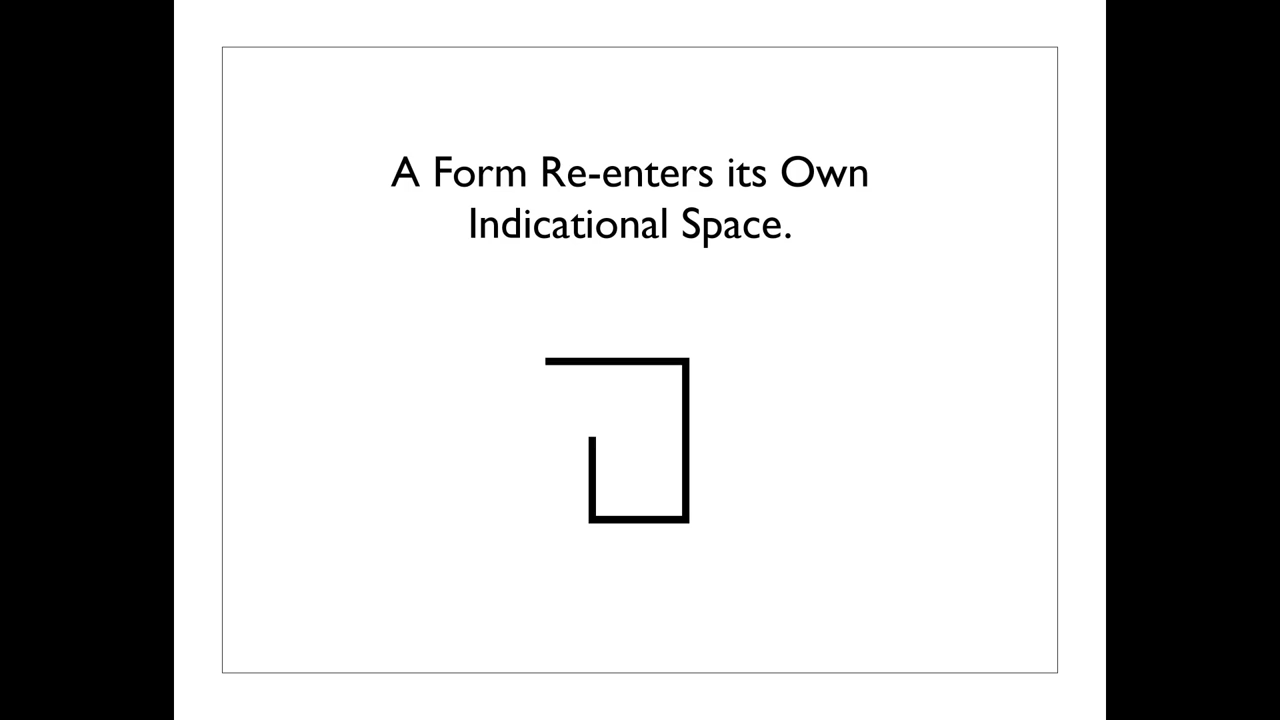 A Form Re-enters its Own
Indicational Space.